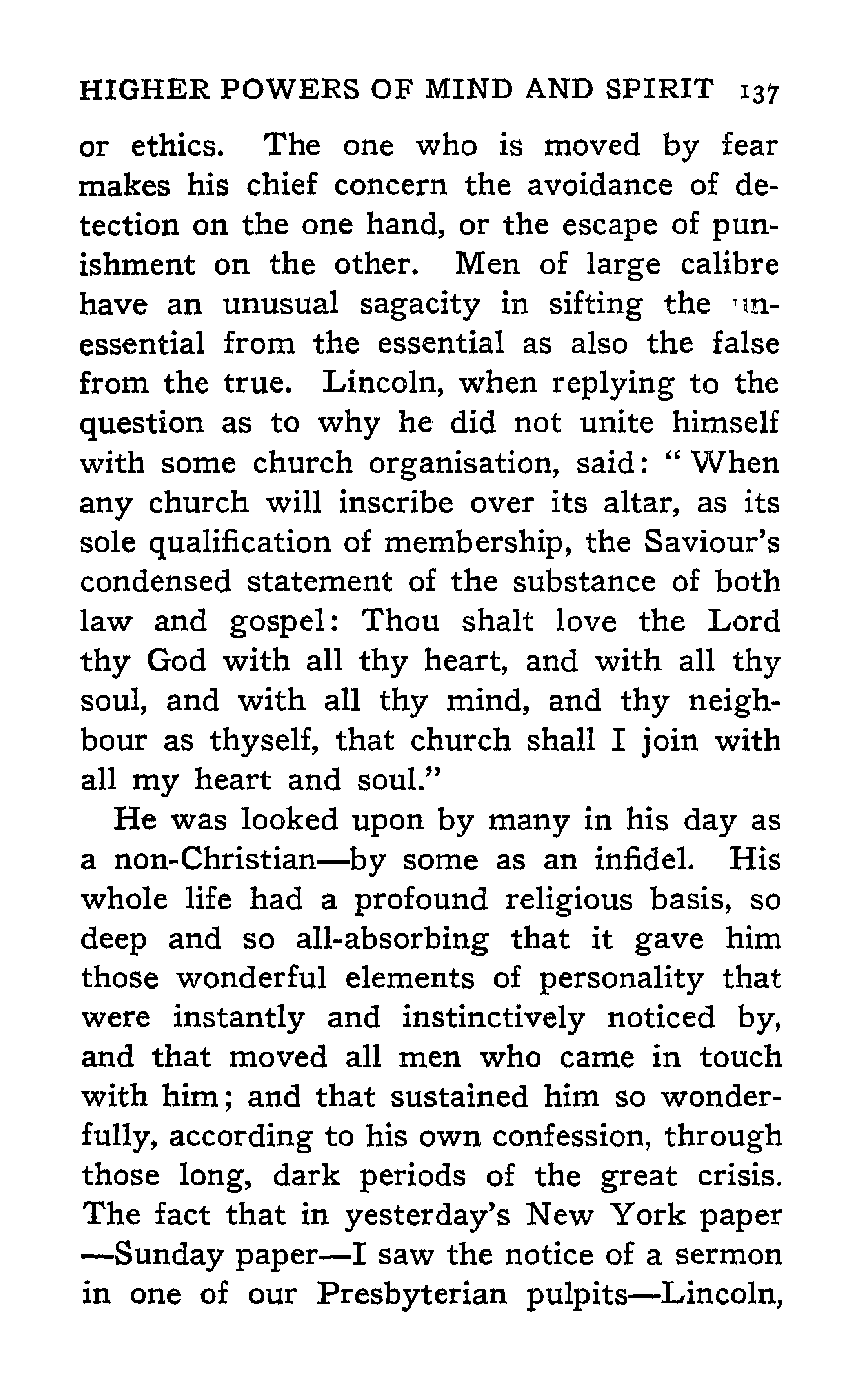 HIGHER POWERS OF MIND AND SPIRIT 137
or ethics. The one who is moved by fear
makes his chief concern the avoidance of de-
tection on the one hand, or the escape of pun-
ishment on the other. Men of large calibre
have an unusual sagacity in sifting the un-
essential from the essential as also the false
from the true. Lincoln, when replying to the
question as to why he did not unite himself
with some church organisation, said: “ When
any church will inscribe over its altar, as its
sole qualification of membership, the Saviour’s
condensed statement of the substance of both
law and gospel: Thou shalt love the Lord
thy God with all thy heart, and with all thy
soul, and with all thy mind, and thy neigh-
bour as thyself, that church shall I join with
all my heart and soul.”
He was looked upon by many in his day as
a non-Christian—by some as an infidel. His
whole life had a profound religious basis, so
deep and so all-absorbing that it gave him
those wonderful elements of personality that
were instantly and instinctively noticed by,
and that moved all men who came in touch
with him; and that sustained him so wonder-
fully, according to his own confession, through
those long, dark periods of the great crisis.
The fact that in yesterday’s New York paper
—Sunday paper—I saw the notice of a sermon
in one of our Presbyterian pulpits—Lincoln,